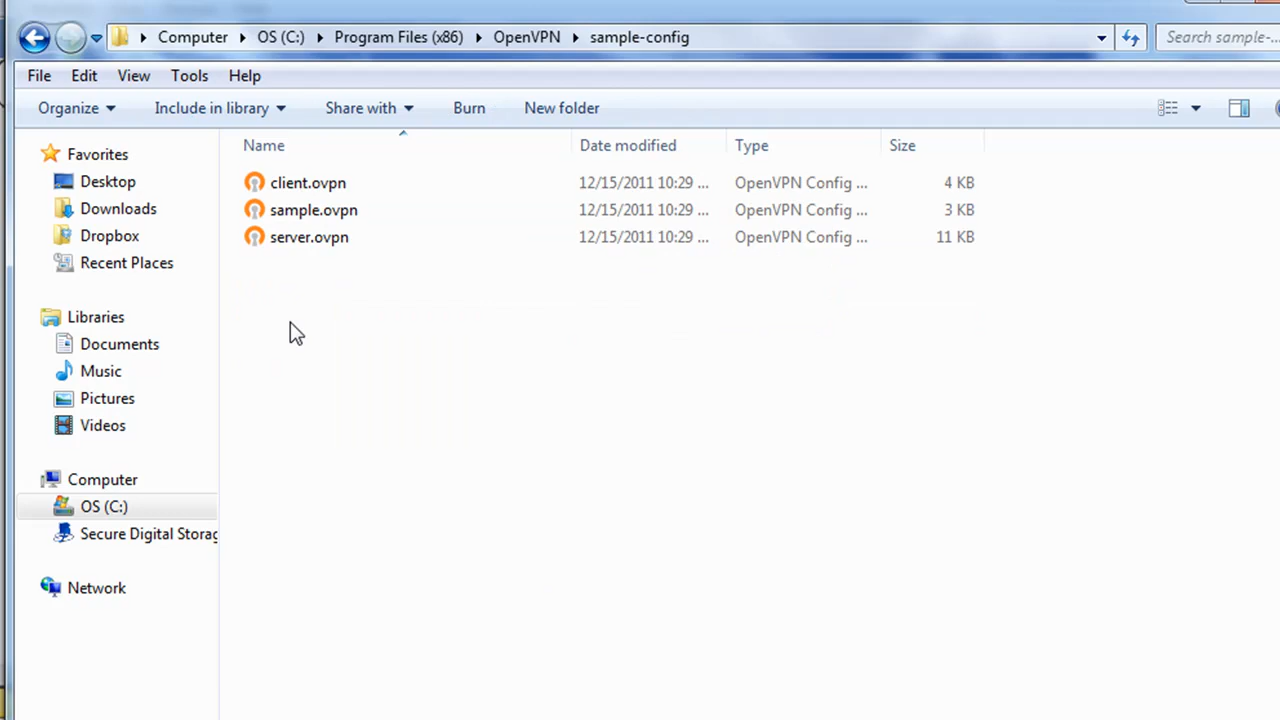 Computer OS (C:) Program Files (x86) OpenVPN sample-config Search sample-...
File Edit View Tools Help
Organize Include in library Share with Burn New folder
Name Date modified Type Size
Favorites
Desktop
Downloads
Dropbox
Recent Places
Libraries
Documents
Music
Pictures
Videos
Computer
OS (C:)
Secure Digital Storag
Network
client.ovpn 12/15/2011 10:29 ... OpenVPN Config ... 4 KB
sample.ovpn 12/15/2011 10:29 ... OpenVPN Config ... 3 KB
server.ovpn 12/15/2011 10:29 ... OpenVPN Config ... 11 KB